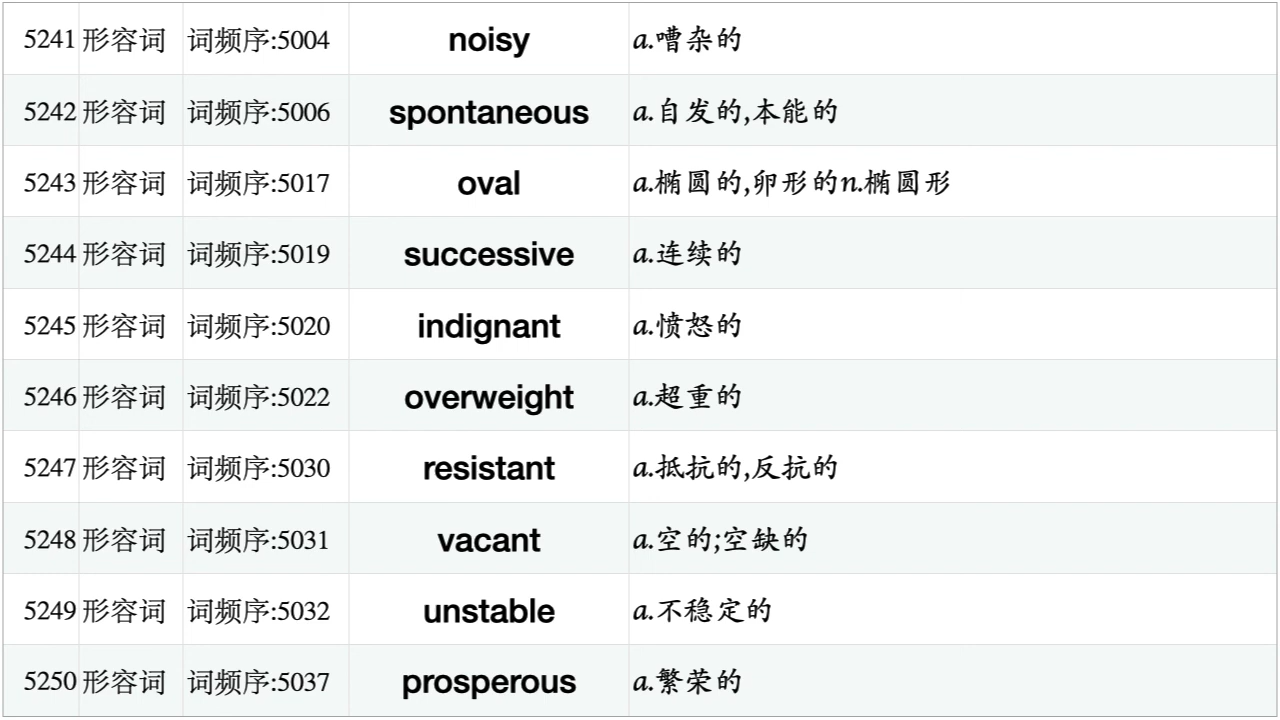 5241 形容词 词频序:5004 noisy a.嘈杂的
5242 形容词 词频序:5006 spontaneous a.自发的,本能的
5243 形容词 词频序:5017 oval a.椭圆的,卵形的n.椭圆形
5244 形容词 词频序:5019 successive a.连续的
5245 形容词 词频序:5020 indignant a.愤怒的
5246 形容词 词频序:5022 overweight a.超重的
5247 形容词 词频序:5030 resistant a.抵抗的,反抗的
5248 形容词 词频序:5031 vacant a.空的;空缺的
5249 形容词 词频序:5032 unstable a.不稳定的
5250 形容词 词频序:5037 prosperous a.繁荣的